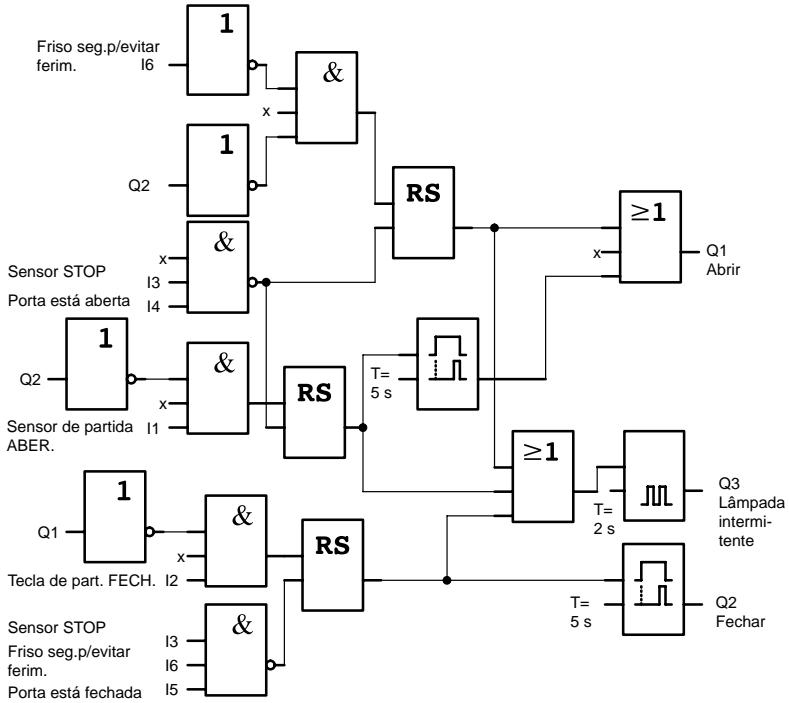 1
Friso seg.p/evitar
ferim.
I6
&
x
1
Q2
RS
≥1
&
x
Sensor STOP
I3
Porta está aberta
I4
x
Q1
Abrir
1
Q2
&
x
Sensor de partida
ABER.
I1
RS
T=
5 s
≥1
Q3
Lâmpada
intermi-
tente
T=
2 s
1
Q1
&
x
Tecla de part. FECH.
I2
RS
T=
5 s
Q2
Fechar
&
Sensor STOP
I3
Friso seg.p/evitar
ferim.
I6
Porta está fechada
I5